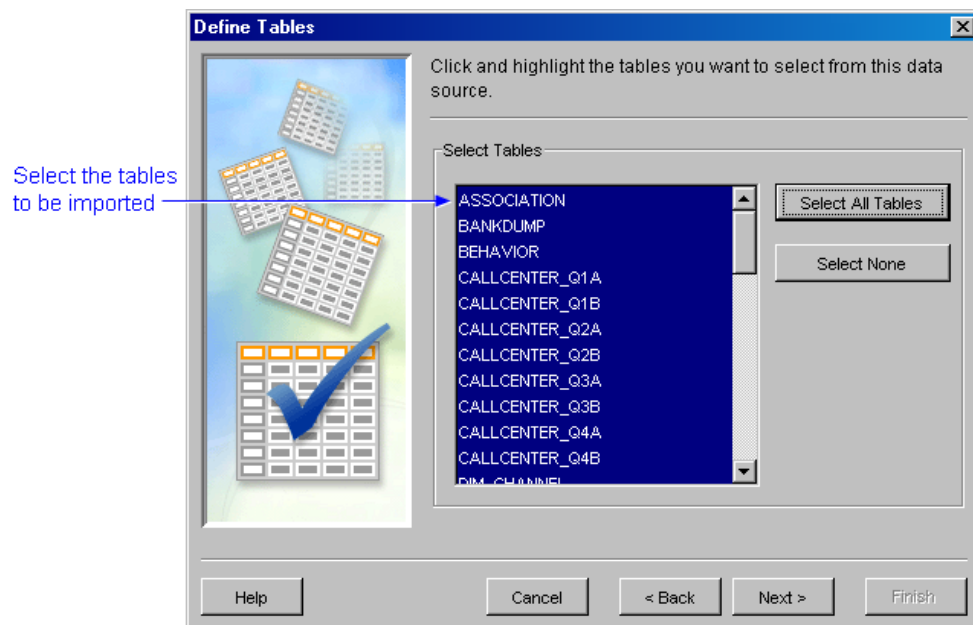 Define Tables
Click and highlight the tables you want to select from this data
source.
Select the tables
to be imported
Select Tables
ASSOCIATION
BANKDUMP
BEHAVIOR
CALLCENTER_Q1A
CALLCENTER_Q1B
CALLCENTER_Q2A
CALLCENTER_Q2B
CALLCENTER_Q3A
CALLCENTER_Q3B
CALLCENTER_Q4A
CALLCENTER_Q4B
DIM_CHANNEL
Select All Tables
Select None
Help
Cancel
< Back
Next >
Finish